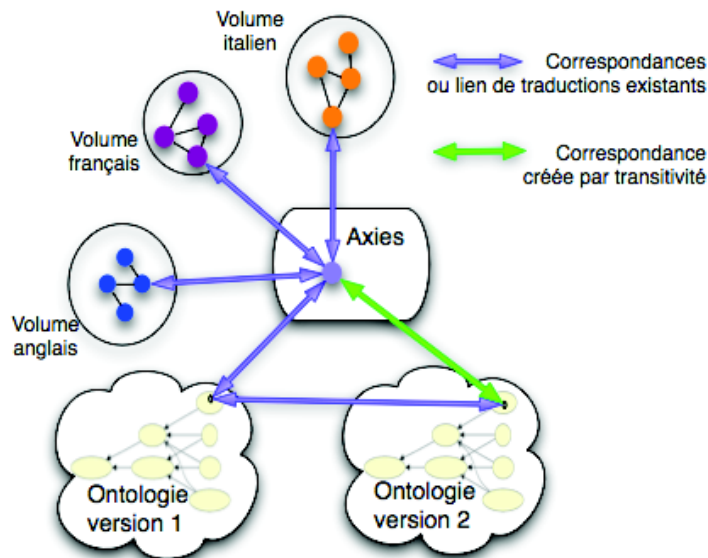 Volume
italien
Correspondances
ou lien de traductions existants
Volume
français
Correspondance
créée par transitivité
Axies
Volume
anglais
Ontologie
version 1
Ontologie
version 2